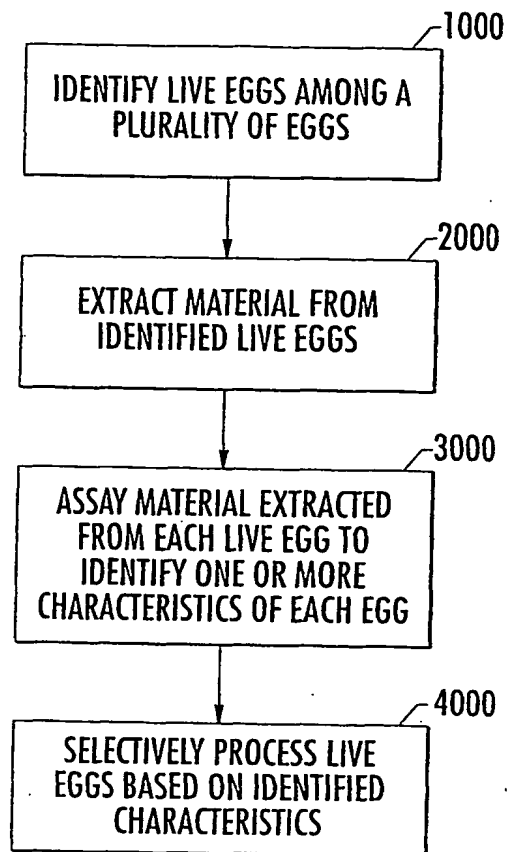 1000
IDENTIFY LIVE EGGS AMONG A
PLURALITY OF EGGS
2000
EXTRACT MATERIAL FROM
IDENTIFIED LIVE EGGS
3000
ASSAY MATERIAL EXTRACTED
FROM EACH LIVE EGG TO
IDENTIFY ONE OR MORE
CHARACTERISTICS OF EACH EGG
4000
SELECTIVELY PROCESS LIVE
EGGS BASED ON IDENTIFIED
CHARACTERISTICS